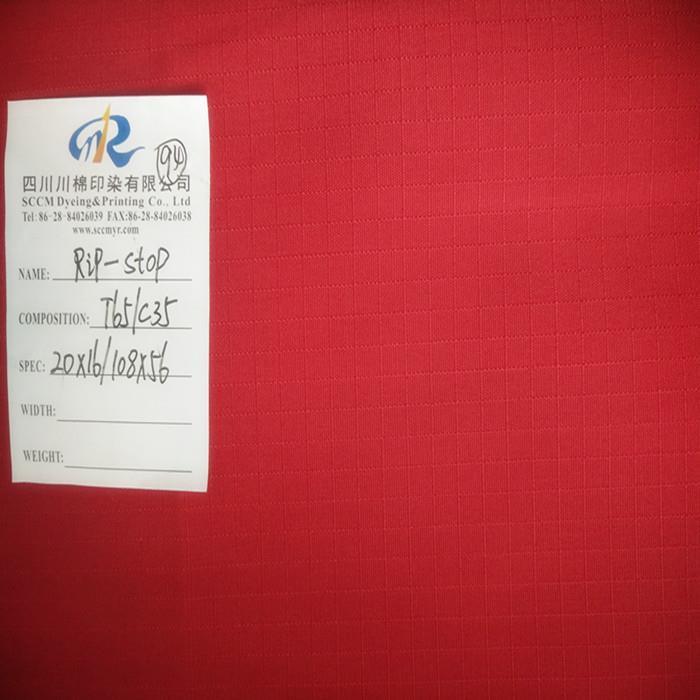 94
四川川棉印染有限公司
SCCM Dyeing&Printing Co., Ltd
Tel:86-28-84026039 FAX:86-28-84026038
www.sccmyr.com
NAME: Rip-stop
COMPOSITION: T65/C35
SPEC: 20X16/108X56
WIDTH:
WEIGHT: